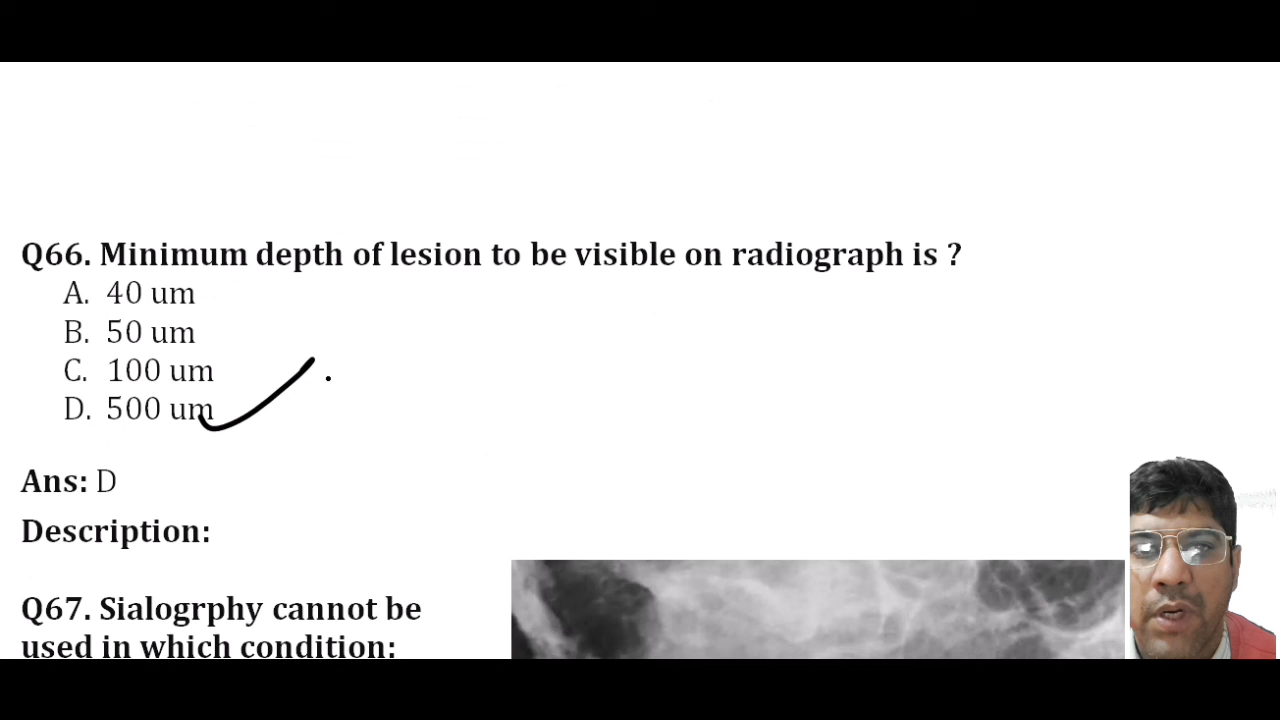 Q66. Minimum depth of lesion to be visible on radiograph is ?
A. 40 um
B. 50 um
C. 100 um
D. 500 um
Ans: D
Description:
Q67. Sialogrphy cannot be
used in which condition: